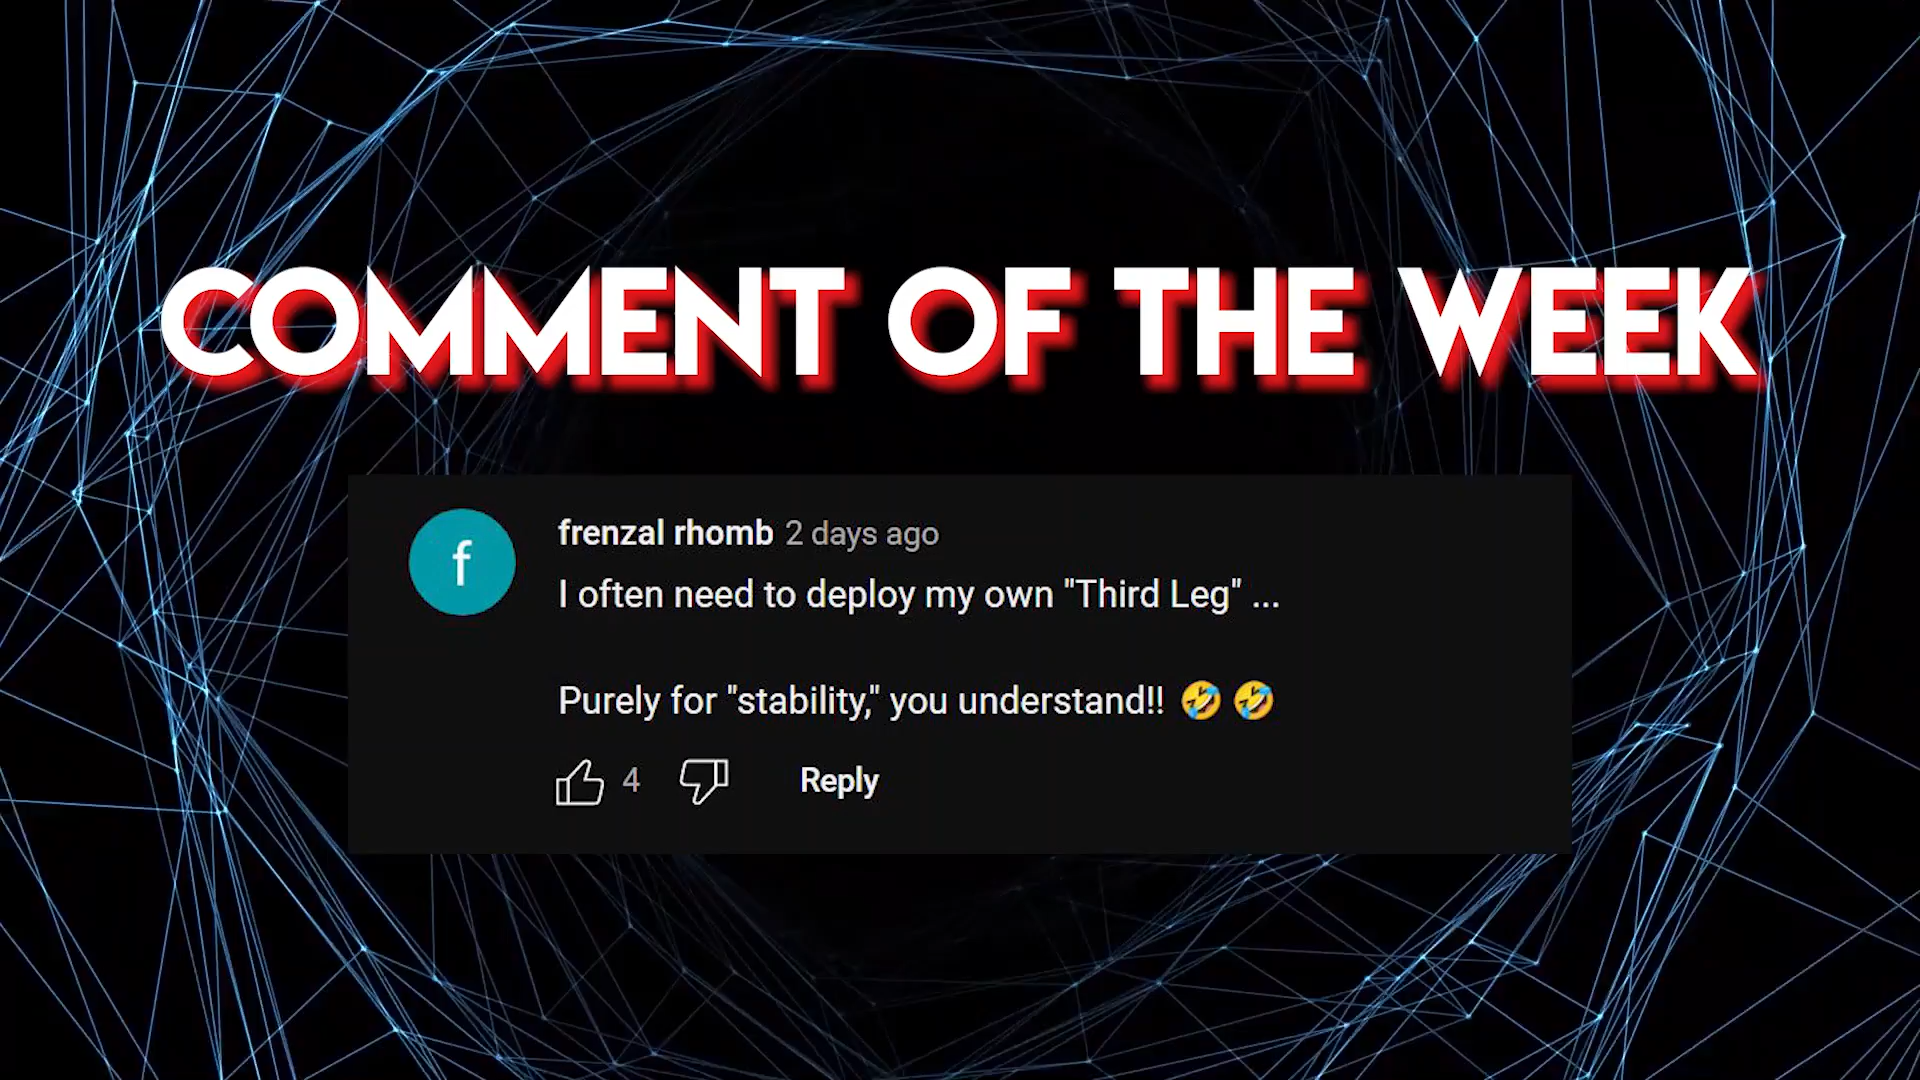 COMMENT OF THE WEEK
f
frenzal rhomb 2 days ago
I often need to deploy my own "Third Leg" ...
Purely for "stability," you understand!! 🤣 🤣
4 Reply